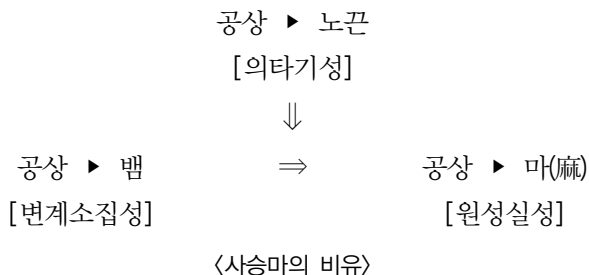 공상 ▶ 노끈
[의타기성]
⇓
공상 ▶ 뱀 ⇒ 공상 ▶ 마(麻)
[변계소집성] [원성실성]
〈사승마의 비유〉